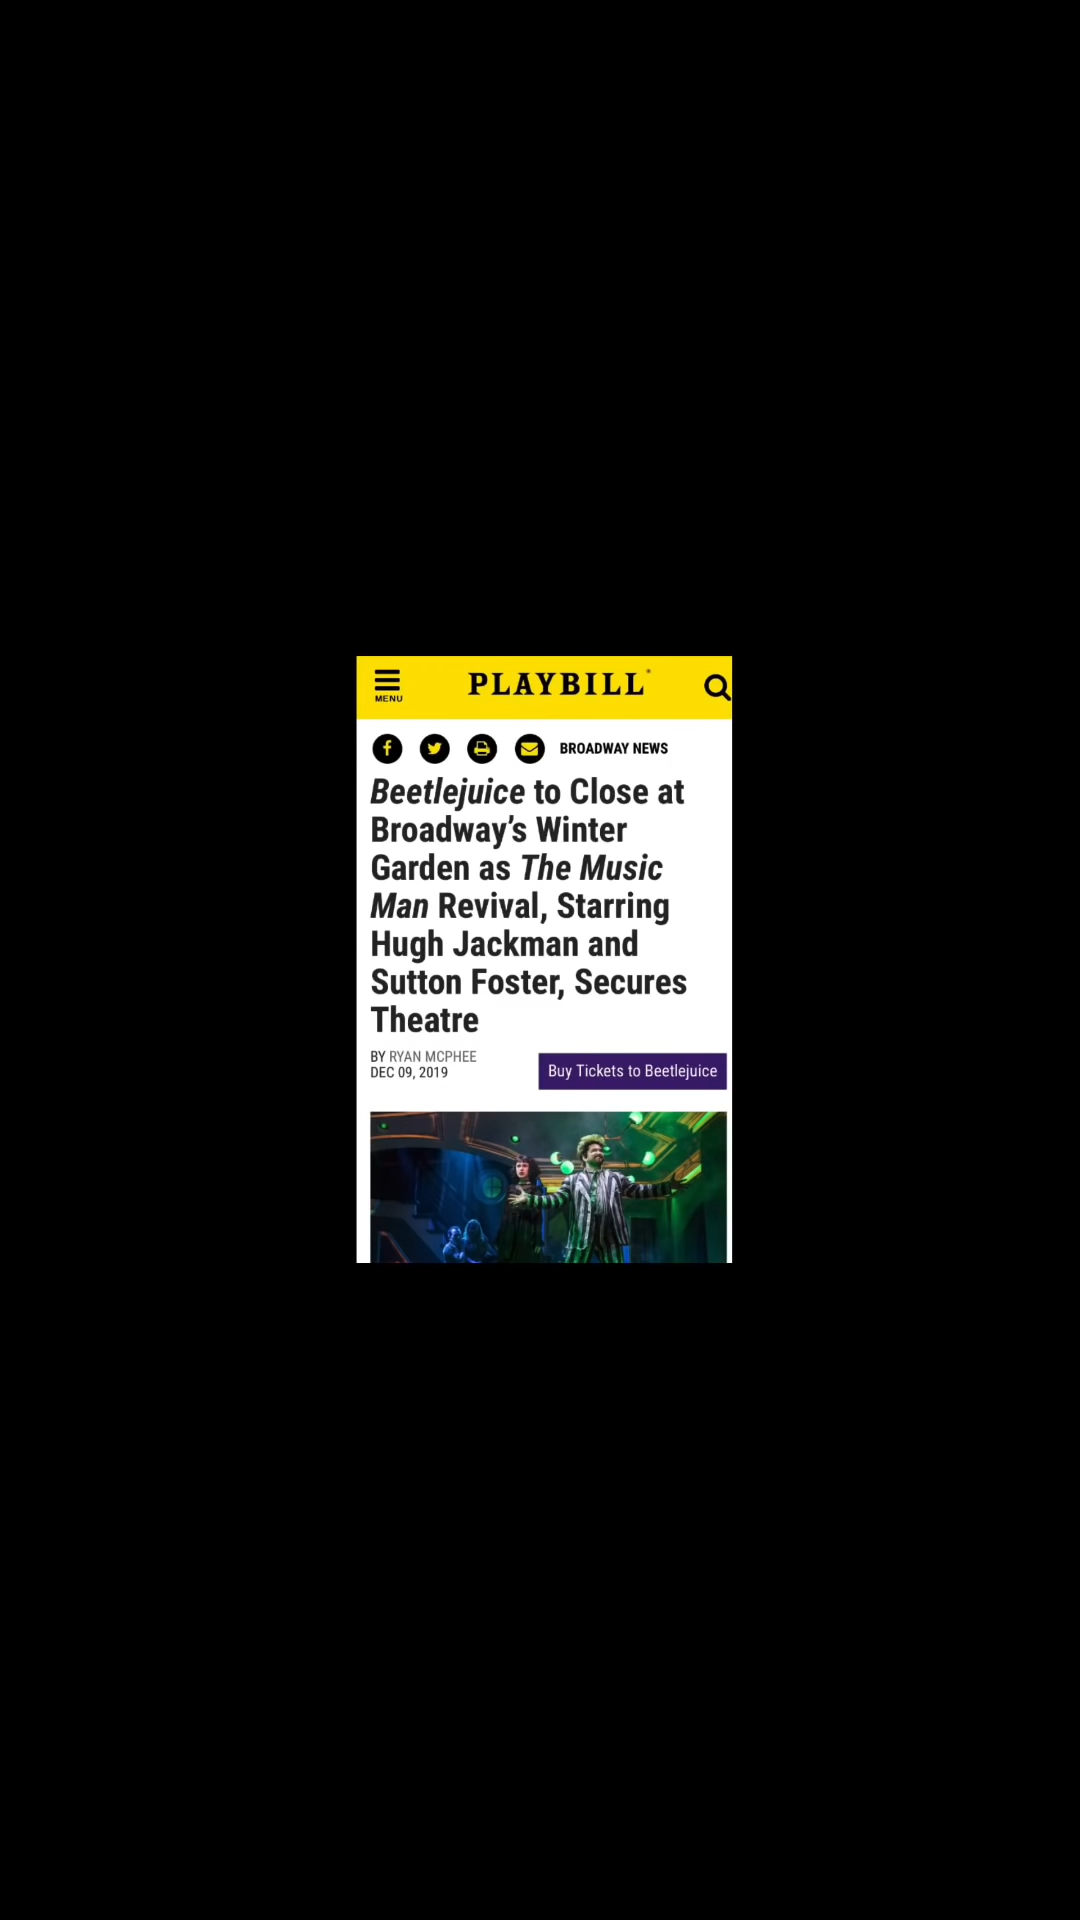 PLAYBILL
MENU
BROADWAY NEWS
Beetlejuice to Close at
Broadway’s Winter
Garden as The Music
Man Revival, Starring
Hugh Jackman and
Sutton Foster, Secures
Theatre
BY RYAN MCPHEE
DEC 09, 2019
Buy Tickets to Beetlejuice